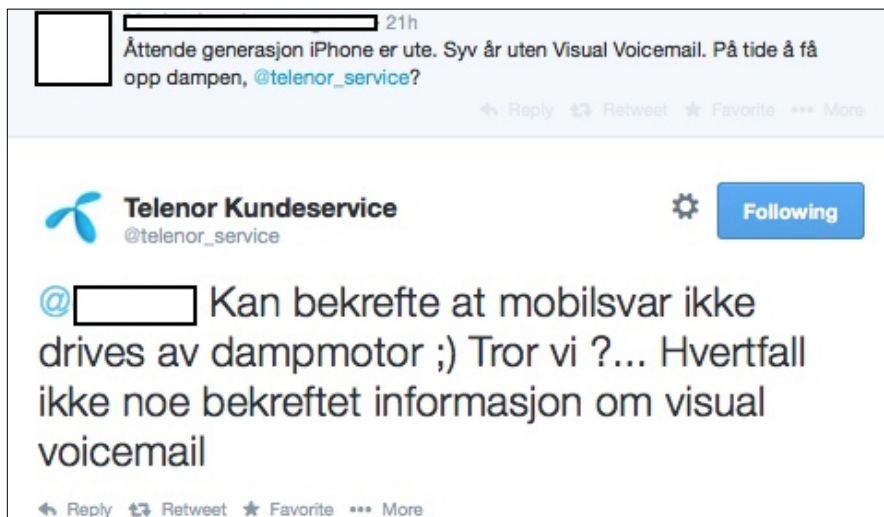 21h
Åttende generasjon iPhone er ute. Syv år uten Visual Voicemail. På tide å få
opp dampen, @telenor_service?
Reply Retweet Favorite More
Telenor Kundeservice
@telenor_service
Following
@ Kan bekrefte at mobilsvar ikke
drives av dampmotor ;) Tror vi ?... Hvertfall
ikke noe bekreftet informasjon om visual
voicemail
Reply Retweet Favorite More